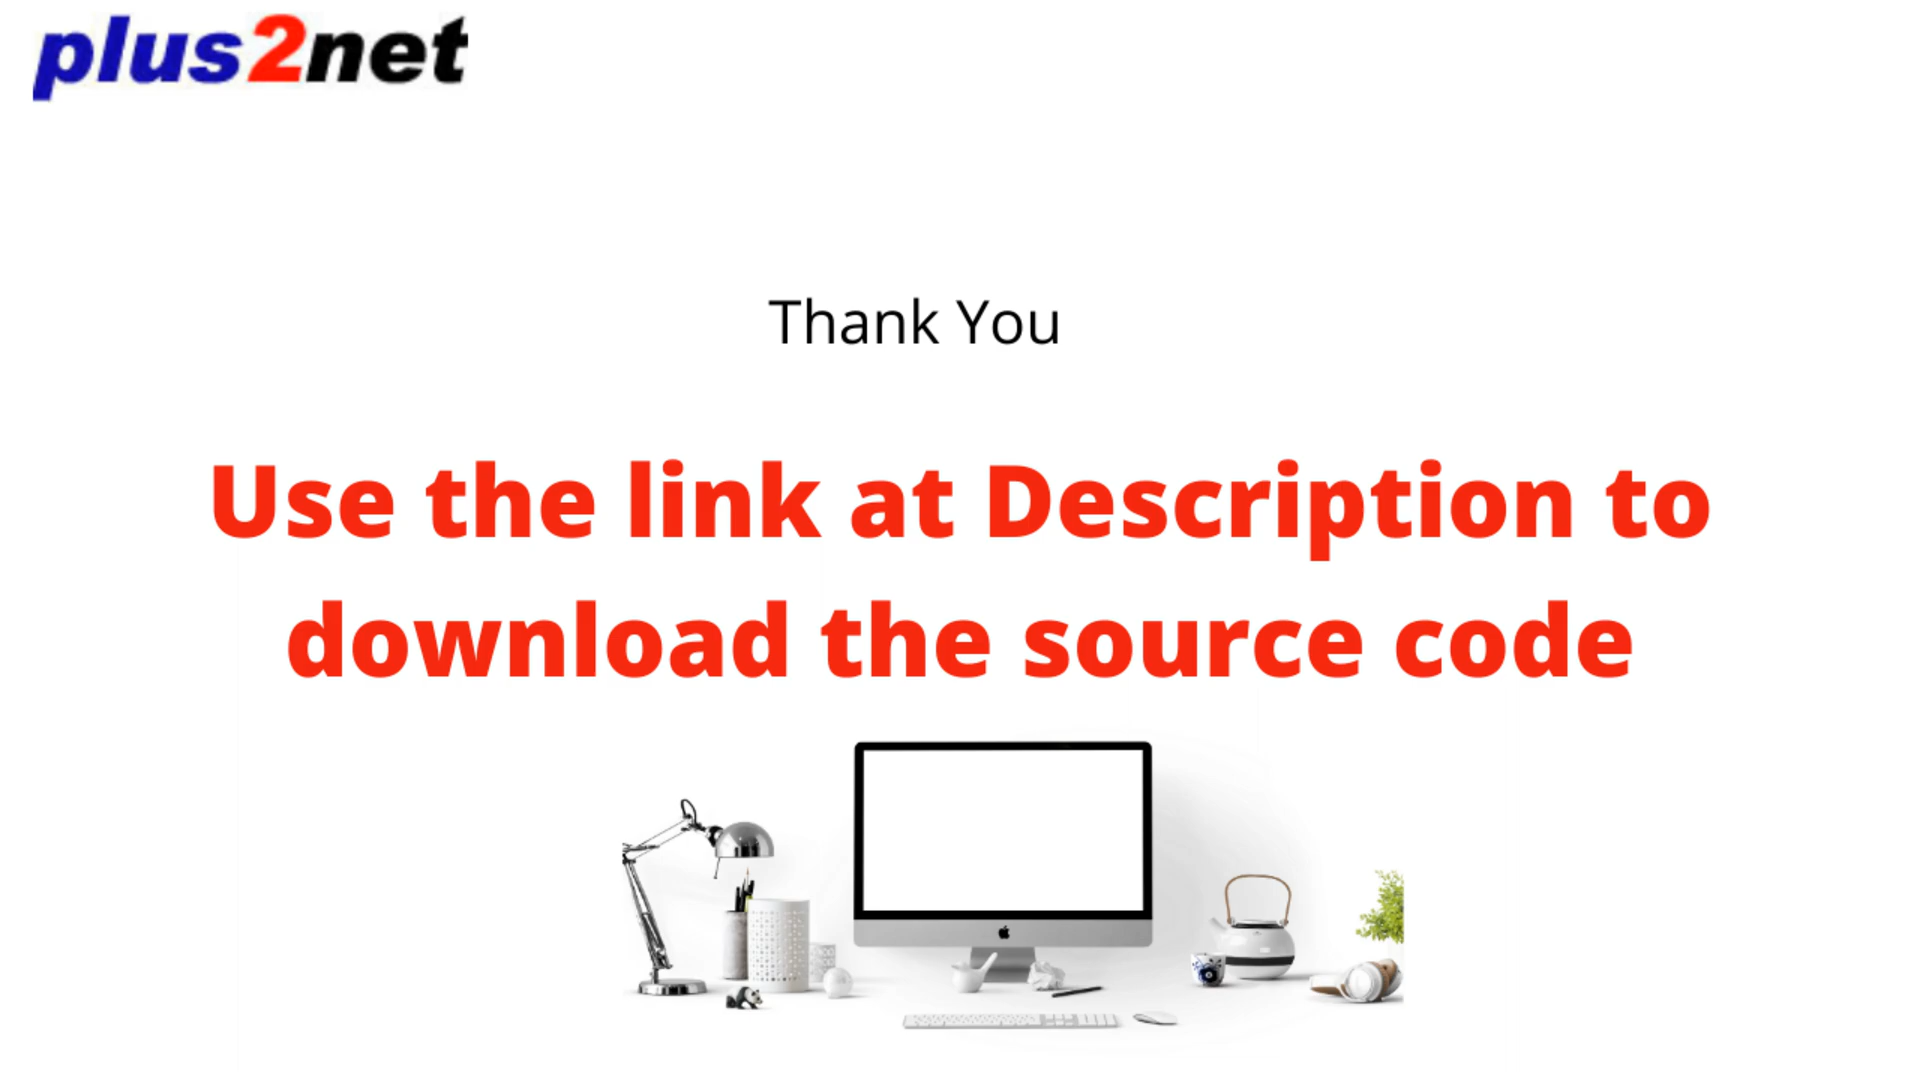 plus2net
Thank You
Use the link at Description to
download the source code